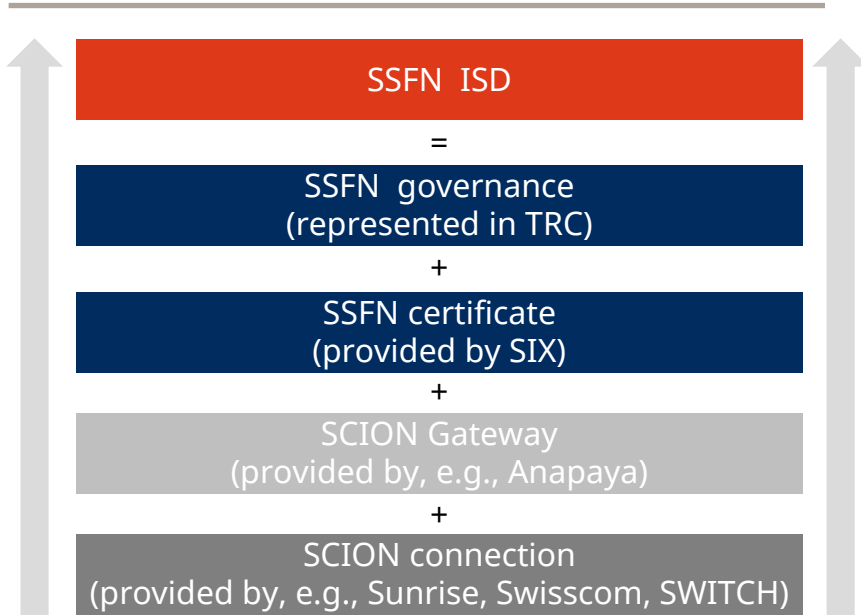 SSFN ISD
=
SSFN governance
(represented in TRC)
+
SSFN certificate
(provided by SIX)
+
SCION Gateway
(provided by, e.g., Anapaya)
+
SCION connection
(provided by, e.g., Sunrise, Swisscom, SWITCH)